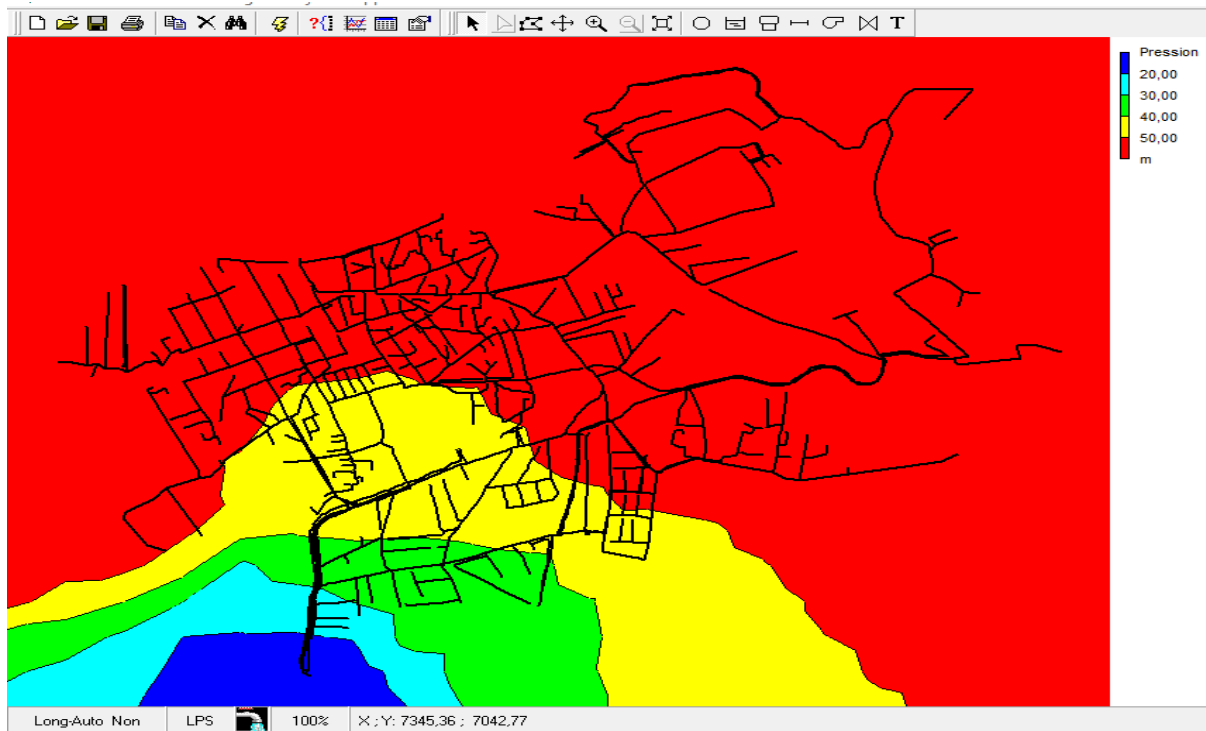 T
Pression
20,00
30,00
40,00
50,00
m
Long-Auto Non LPS 100% X ; Y: 7345,36 ; 7042,77